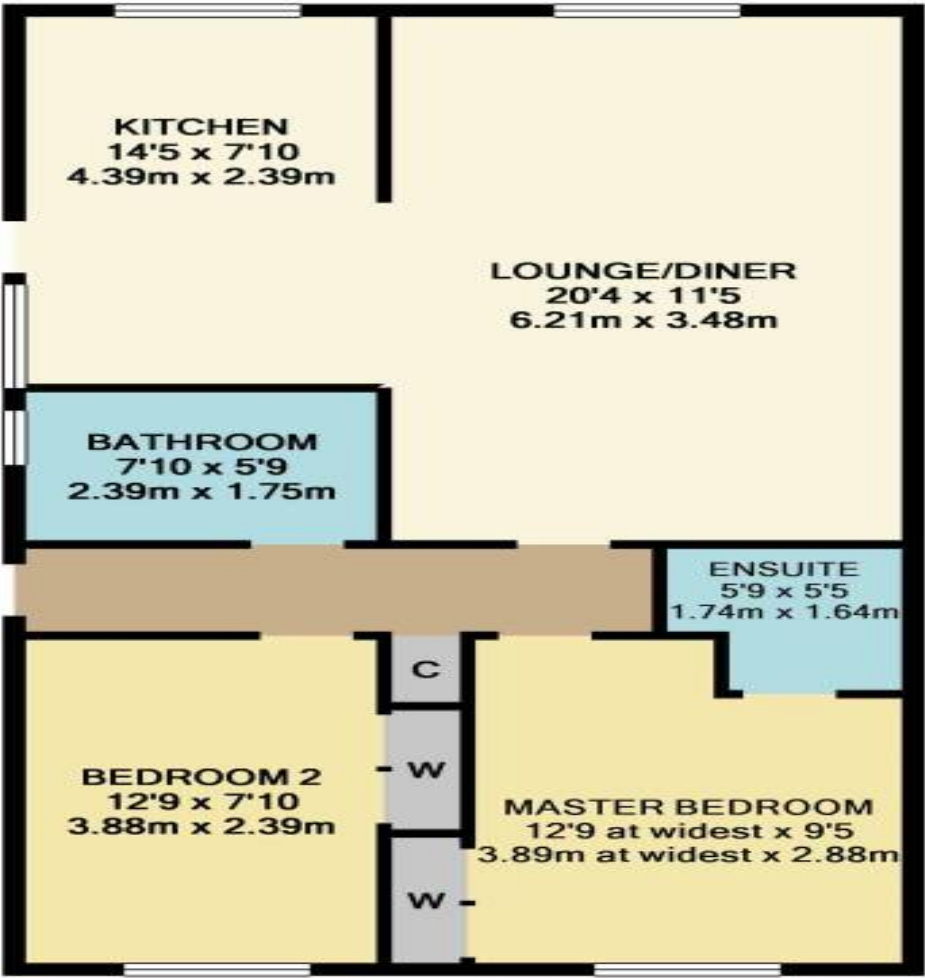 KITCHEN
14'5 x 7'10
4.39m x 2.39m
LOUNGE/DINER
20'4 x 11'5
6.21m x 3.48m
BATHROOM
7'10 x 5'9
2.39m x 1.75m
ENSUITE
5'9 x 5'5
1.74m x 1.64m
C
W
BEDROOM 2
12'9 x 7'10
3.88m x 2.39m
MASTER BEDROOM
12'9 at widest x 9'5
3.89m at widest x 2.88m
W